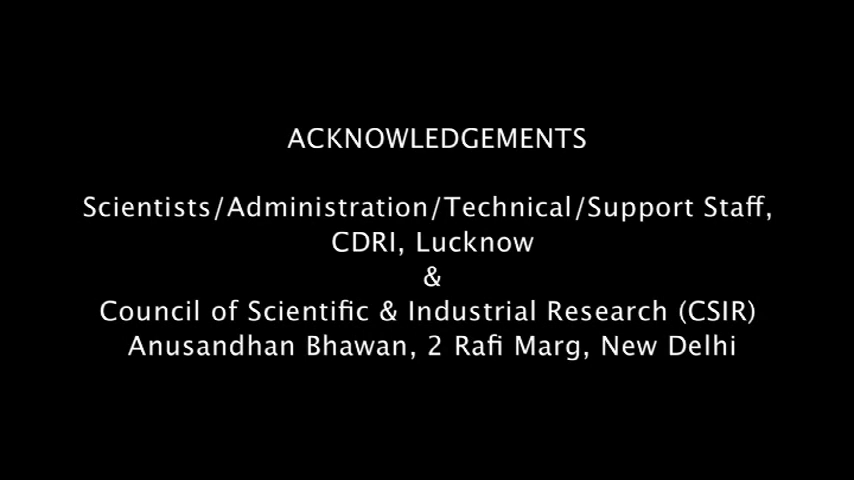 ACKNOWLEDGEMENTS
Scientists/Administration/Technical/Support Staff,
CDRI, Lucknow
&
Council of Scientific & Industrial Research (CSIR)
Anusandhan Bhawan, 2 Rafi Marg, New Delhi